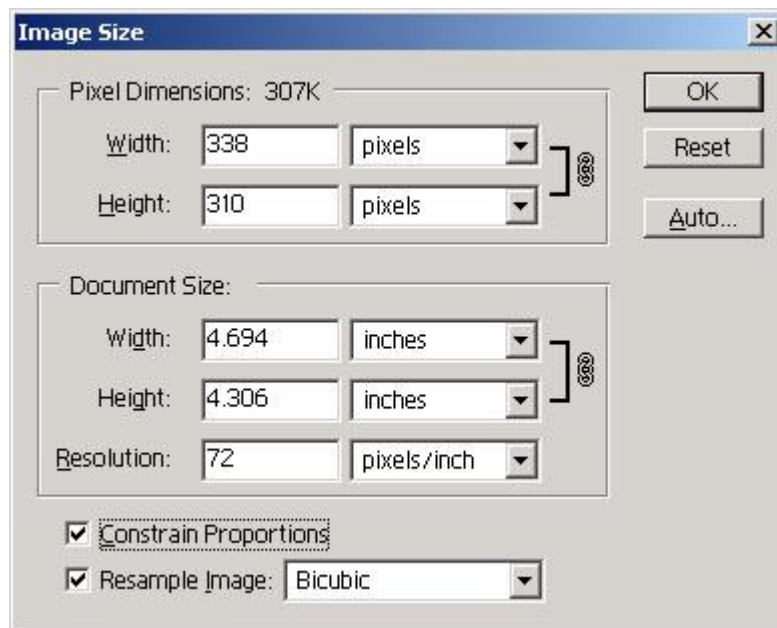 Image Size
Pixel Dimensions: 307K
OK
Width: 338 pixels
Reset
Height: 310 pixels
Auto...
Document Size:
Width: 4.694 inches
Height: 4.306 inches
Resolution: 72 pixels/inch
Constrain Proportions
Resample Image: Bicubic